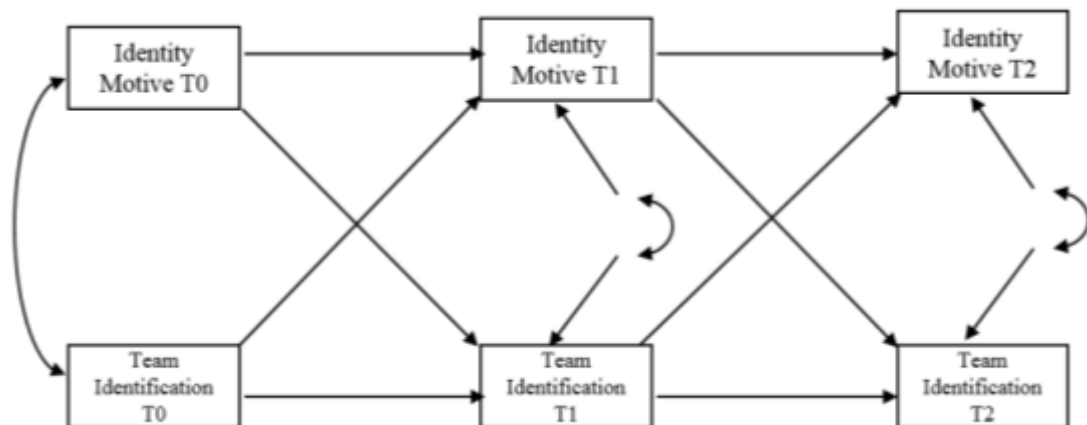 Identity
Motive T0
Identity
Motive T1
Identity
Motive T2
Team
Identification
T0
Team
Identification
T1
Team
Identification
T2